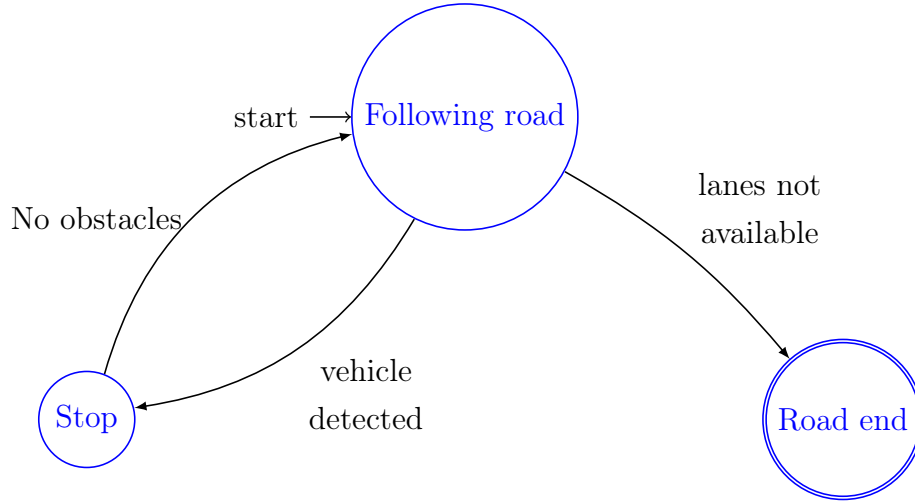 start
Following road
lanes not
available
No obstacles
vehicle
detected
Stop
Road end